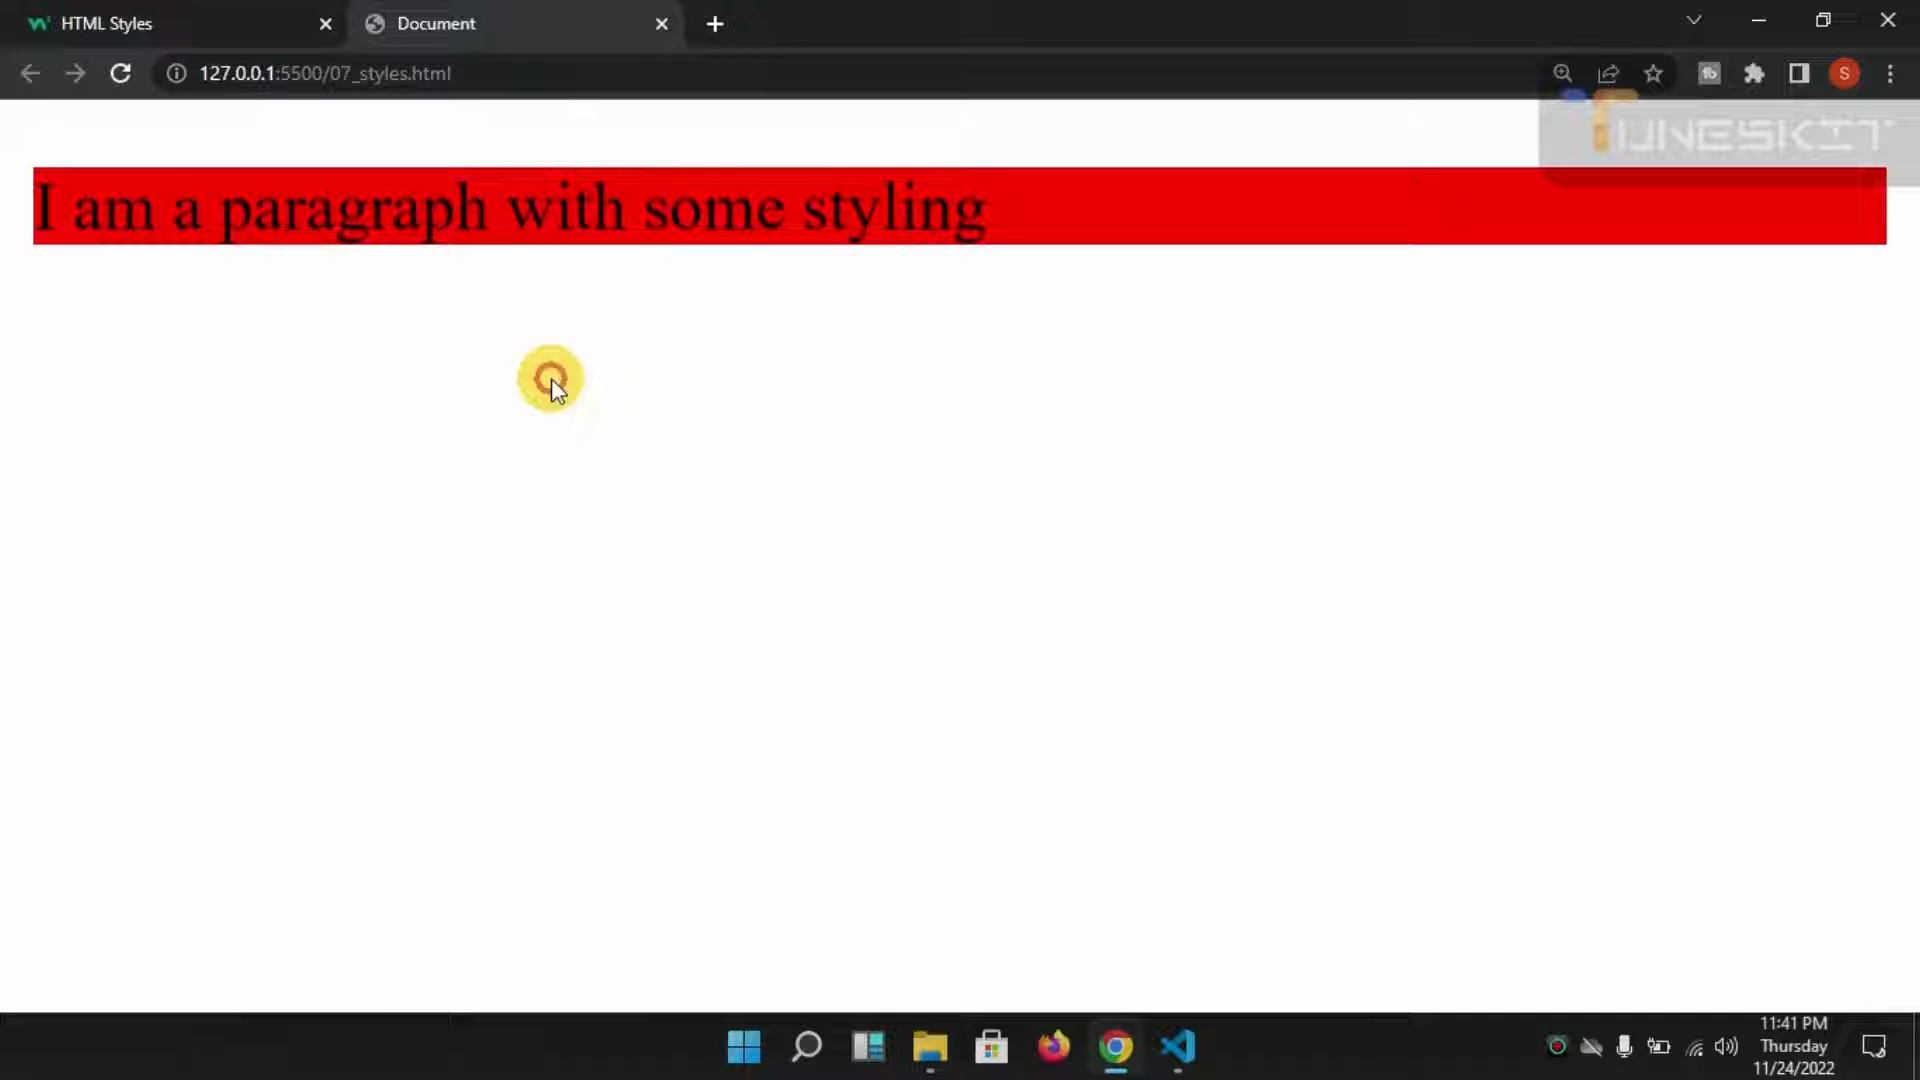 HTML Styles
Document
127.0.0.1:5500/07_styles.html
S
TUNESKIT
I am a paragraph with some styling
11:41 PM
Thursday
11/24/2022